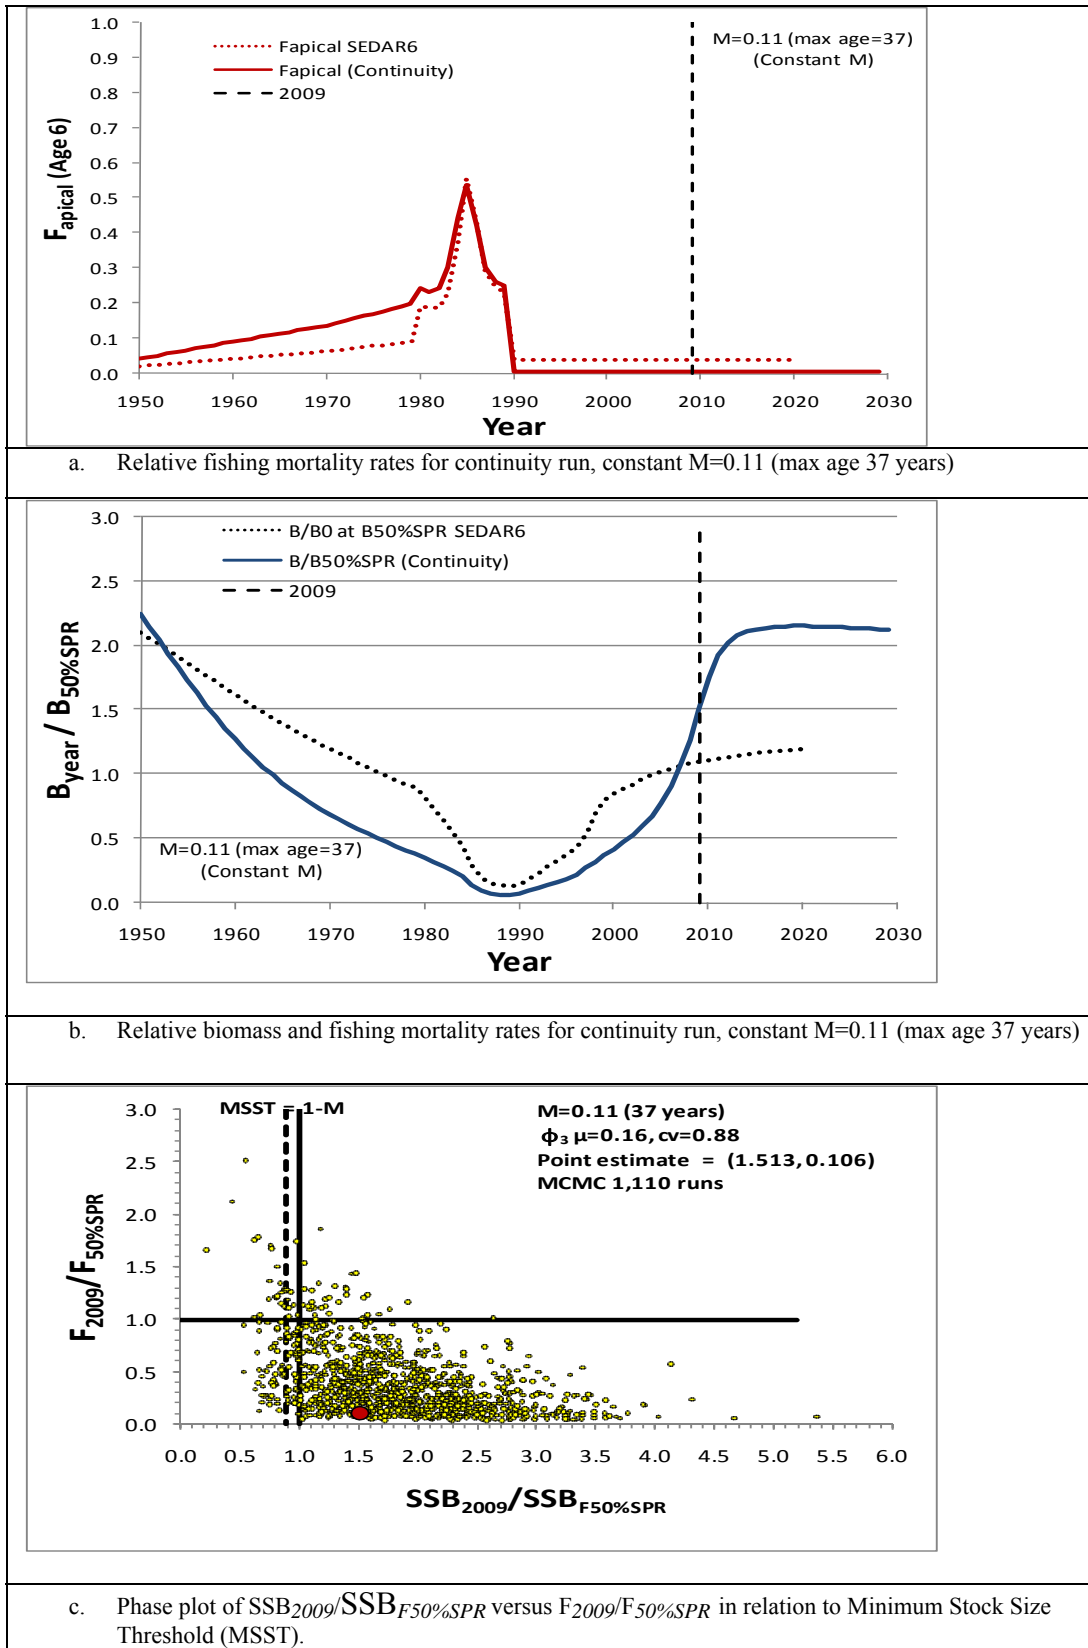 1.0
0.9
0.8
0.7
0.6
0.5
0.4
0.3
0.2
0.1
0.0
F apical (Age 6)
Fapical SEDAR6
Fapical (Continuity)
2009
M=0.11 (max age=37)
(Constant M)
1950 1960 1970 1980 1990 2000 2010 2020 2030
Year
a. Relative fishing mortality rates for continuity run, constant M=0.11 (max age 37 years)
3.0
2.5
2.0
1.5
1.0
0.5
0.0
B year / B 50%SPR
B/B0 at B50%SPR SEDAR6
B/B50%SPR (Continuity)
2009
M=0.11 (max age=37)
(Constant M)
1950 1960 1970 1980 1990 2000 2010 2020 2030
Year
b. Relative biomass and fishing mortality rates for continuity run, constant M=0.11 (max age 37 years)
3.0
2.5
2.0
1.5
1.0
0.5
0.0
F2009/F50%SPR
MSST = 1-M
M=0.11 (37 years)
ϕ3 μ=0.16, cv=0.88
Point estimate = (1.513, 0.106)
MCMC 1,110 runs
0.0 0.5 1.0 1.5 2.0 2.5 3.0 3.5 4.0 4.5 5.0 5.5 6.0
SSB2009/SSBF50%SPR
c. Phase plot of SSB2009/SSBF50%SPR versus F2009/F50%SPR in relation to Minimum Stock Size
Threshold (MSST).